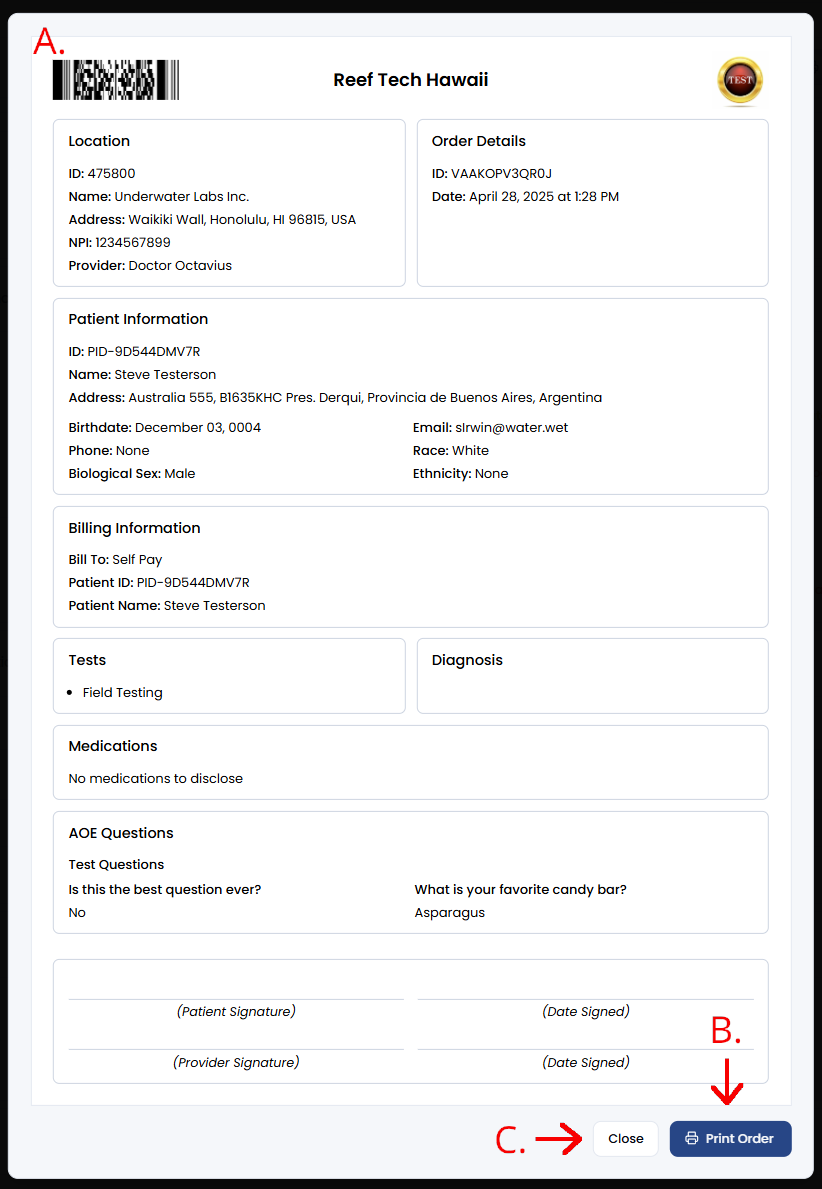 A.
Reef Tech Hawaii
TEST
Location
ID: 475800
Name: Underwater Labs Inc.
Address: Waikiki Wall, Honolulu, HI 96815, USA
NPI: 1234567899
Provider: Doctor Octavius
Order Details
ID: VAAKOPV3QR0J
Date: April 28, 2025 at 1:28 PM
Patient Information
ID: PID-9D544DMV7R
Name: Steve Testerson
Address: Australia 555, B1635KHC Pres. Derqui, Provincia de Buenos Aires, Argentina
Birthdate: December 03, 0004
Email: sIrwin@water.wet
Phone: None
Race: White
Biological Sex: Male
Ethnicity: None
Billing Information
Bill To: Self Pay
Patient ID: PID-9D544DMV7R
Patient Name: Steve Testerson
Tests
• Field Testing
Diagnosis
Medications
No medications to disclose
AOE Questions
Test Questions
Is this the best question ever?
No
What is your favorite candy bar?
Asparagus
(Patient Signature)
(Date Signed)
(Provider Signature)
(Date Signed)
B.
C.
Close
Print Order